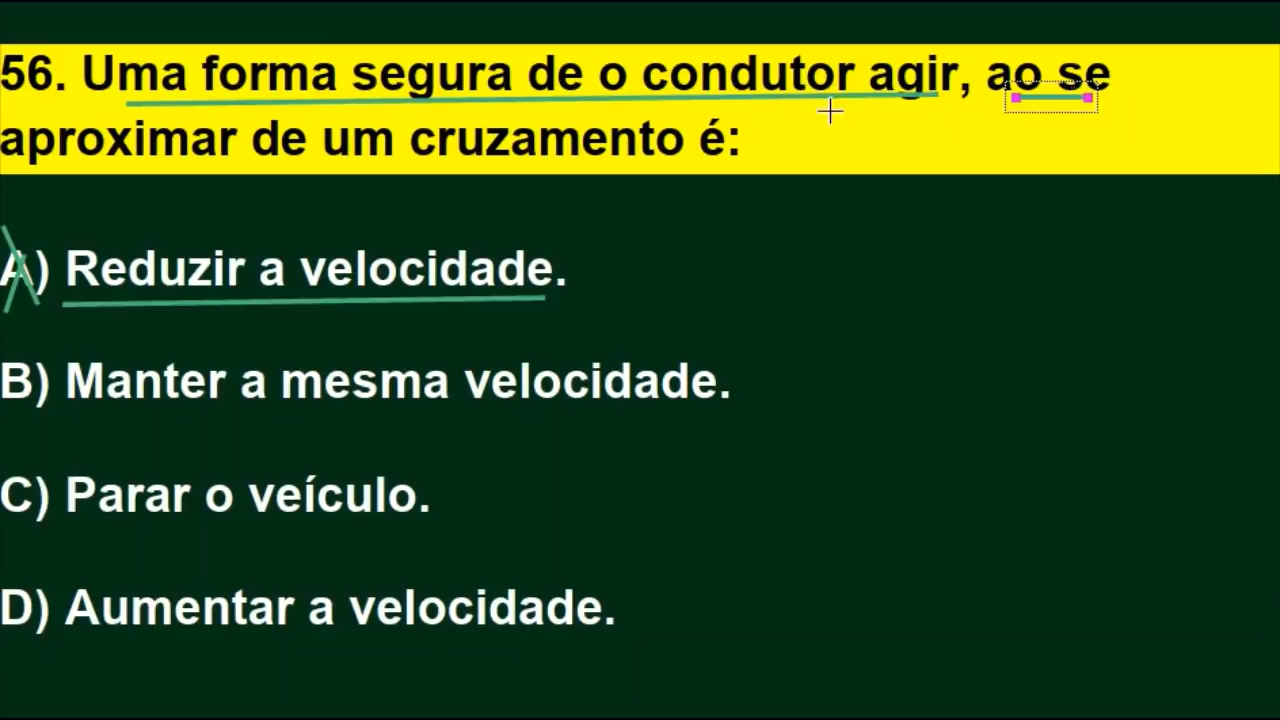 56. Uma forma segura de o condutor agir, ao se
aproximar de um cruzamento é:
A) Reduzir a velocidade.
B) Manter a mesma velocidade.
C) Parar o veículo.
D) Aumentar a velocidade.